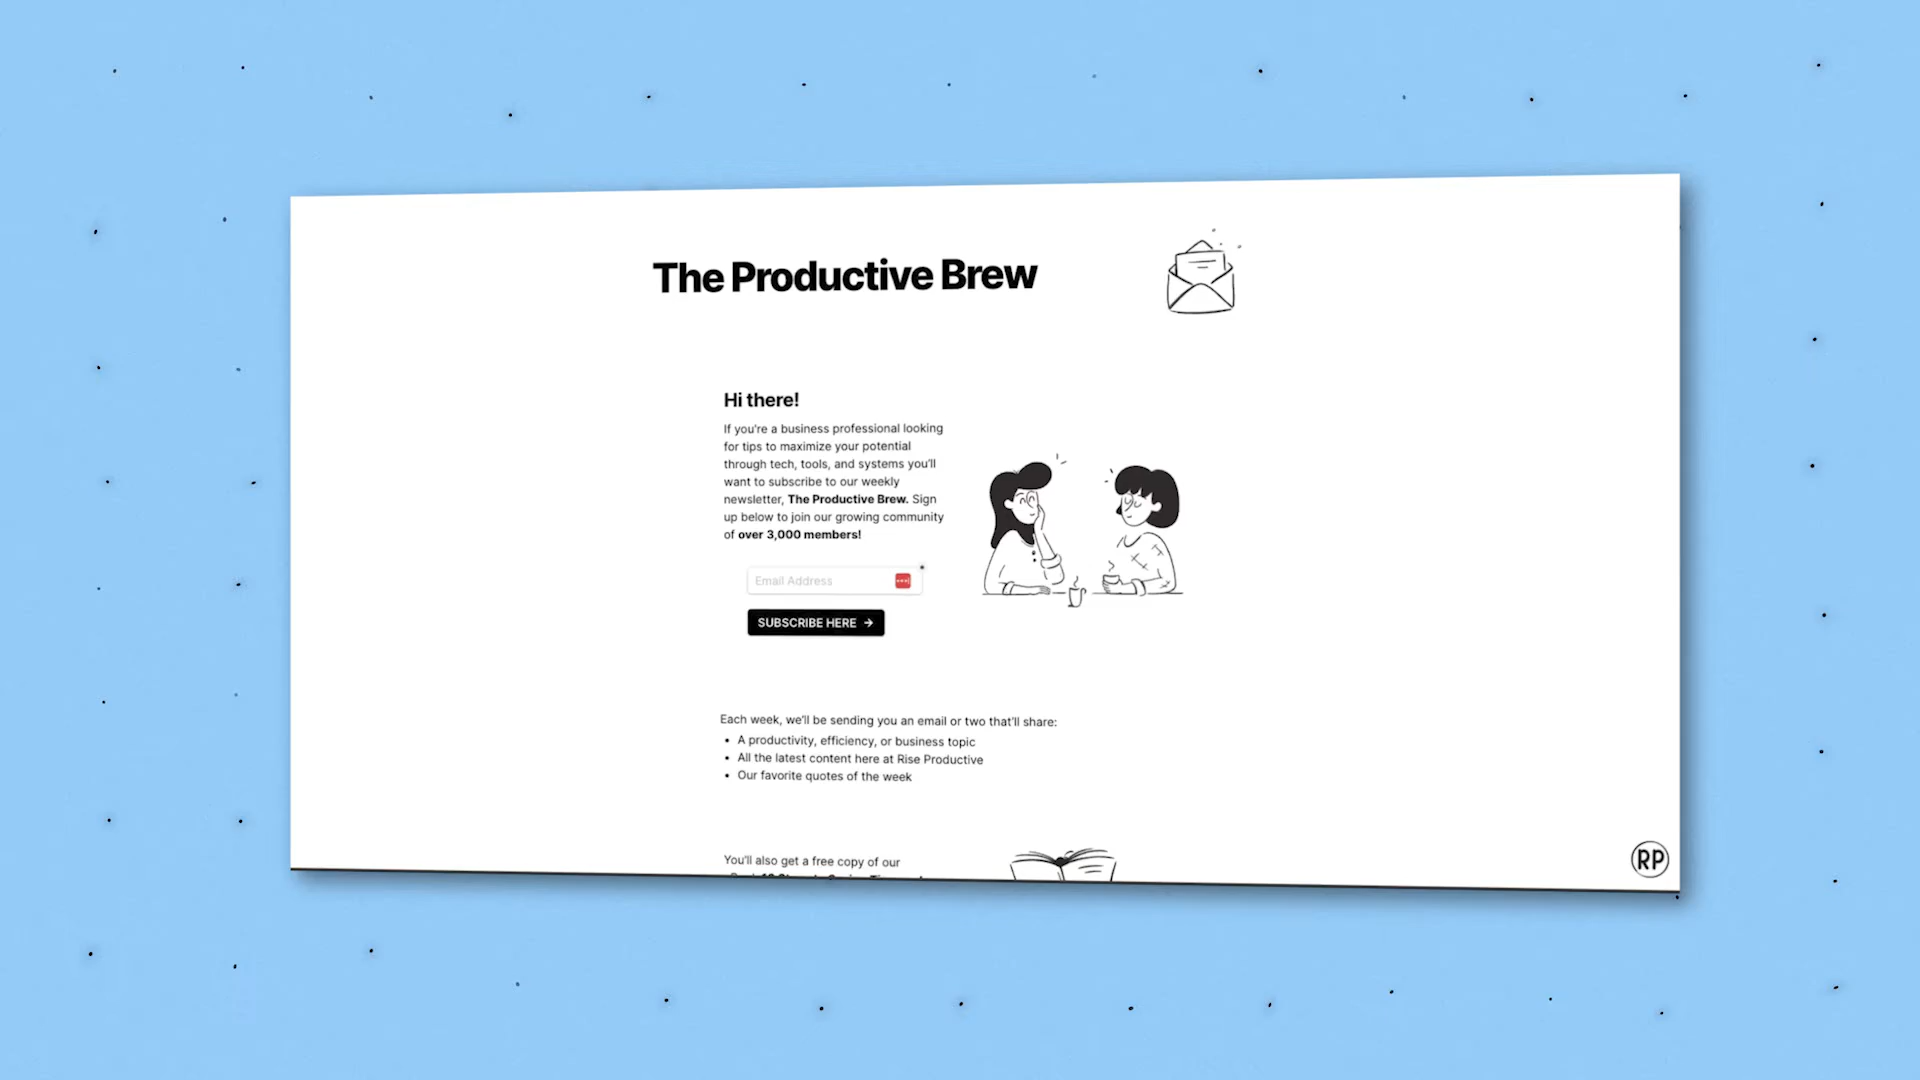 The Productive Brew
Hi there!
If you're a business professional looking
for tips to maximize your potential
through tech, tools, and systems you'll
want to subscribe to our weekly
newsletter, The Productive Brew. Sign
up below to join our growing community
of over 3,000 members!
Email Address
SUBSCRIBE HERE →
Each week, we'll be sending you an email or two that'll share:
• A productivity, efficiency, or business topic
• All the latest content here at Rise Productive
• Our favorite quotes of the week
You'll also get a free copy of our
RP